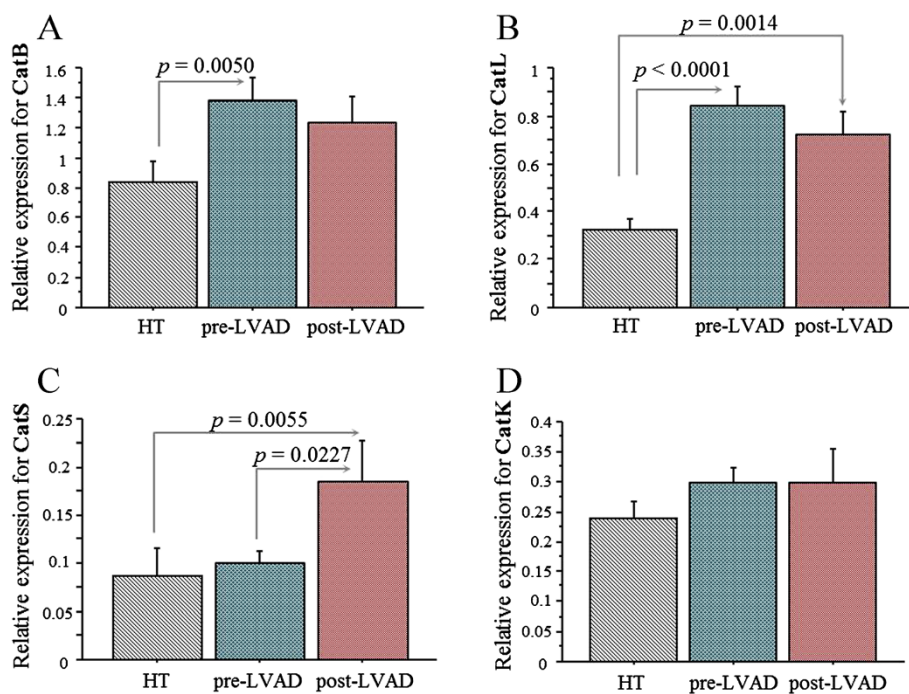 A
Relative expression for CatB
1.6
1.4
1.2
1
0.8
0.6
0.4
0.2
0
p = 0.0050
HT
pre-LVAD
post-LVAD
B
Relative expression for CatL
1
0.8
0.6
0.4
0.2
0
p = 0.0014
p < 0.0001
HT
pre-LVAD
post-LVAD
C
Relative expression for CatS
0.25
0.2
0.15
0.1
0.05
0
p = 0.0055
p = 0.0227
HT
pre-LVAD
post-LVAD
D
Relative expression for CatK
0.4
0.35
0.3
0.25
0.2
0.15
0.1
0.05
0
HT
pre-LVAD
post-LVAD